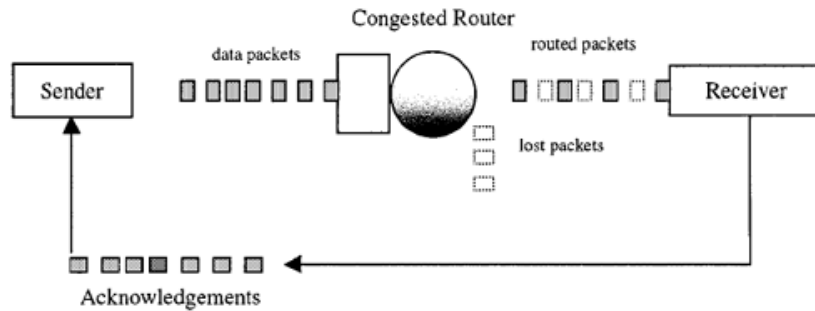 Congested Router
data packets
routed packets
Sender
Receiver
lost packets
Acknowledgements